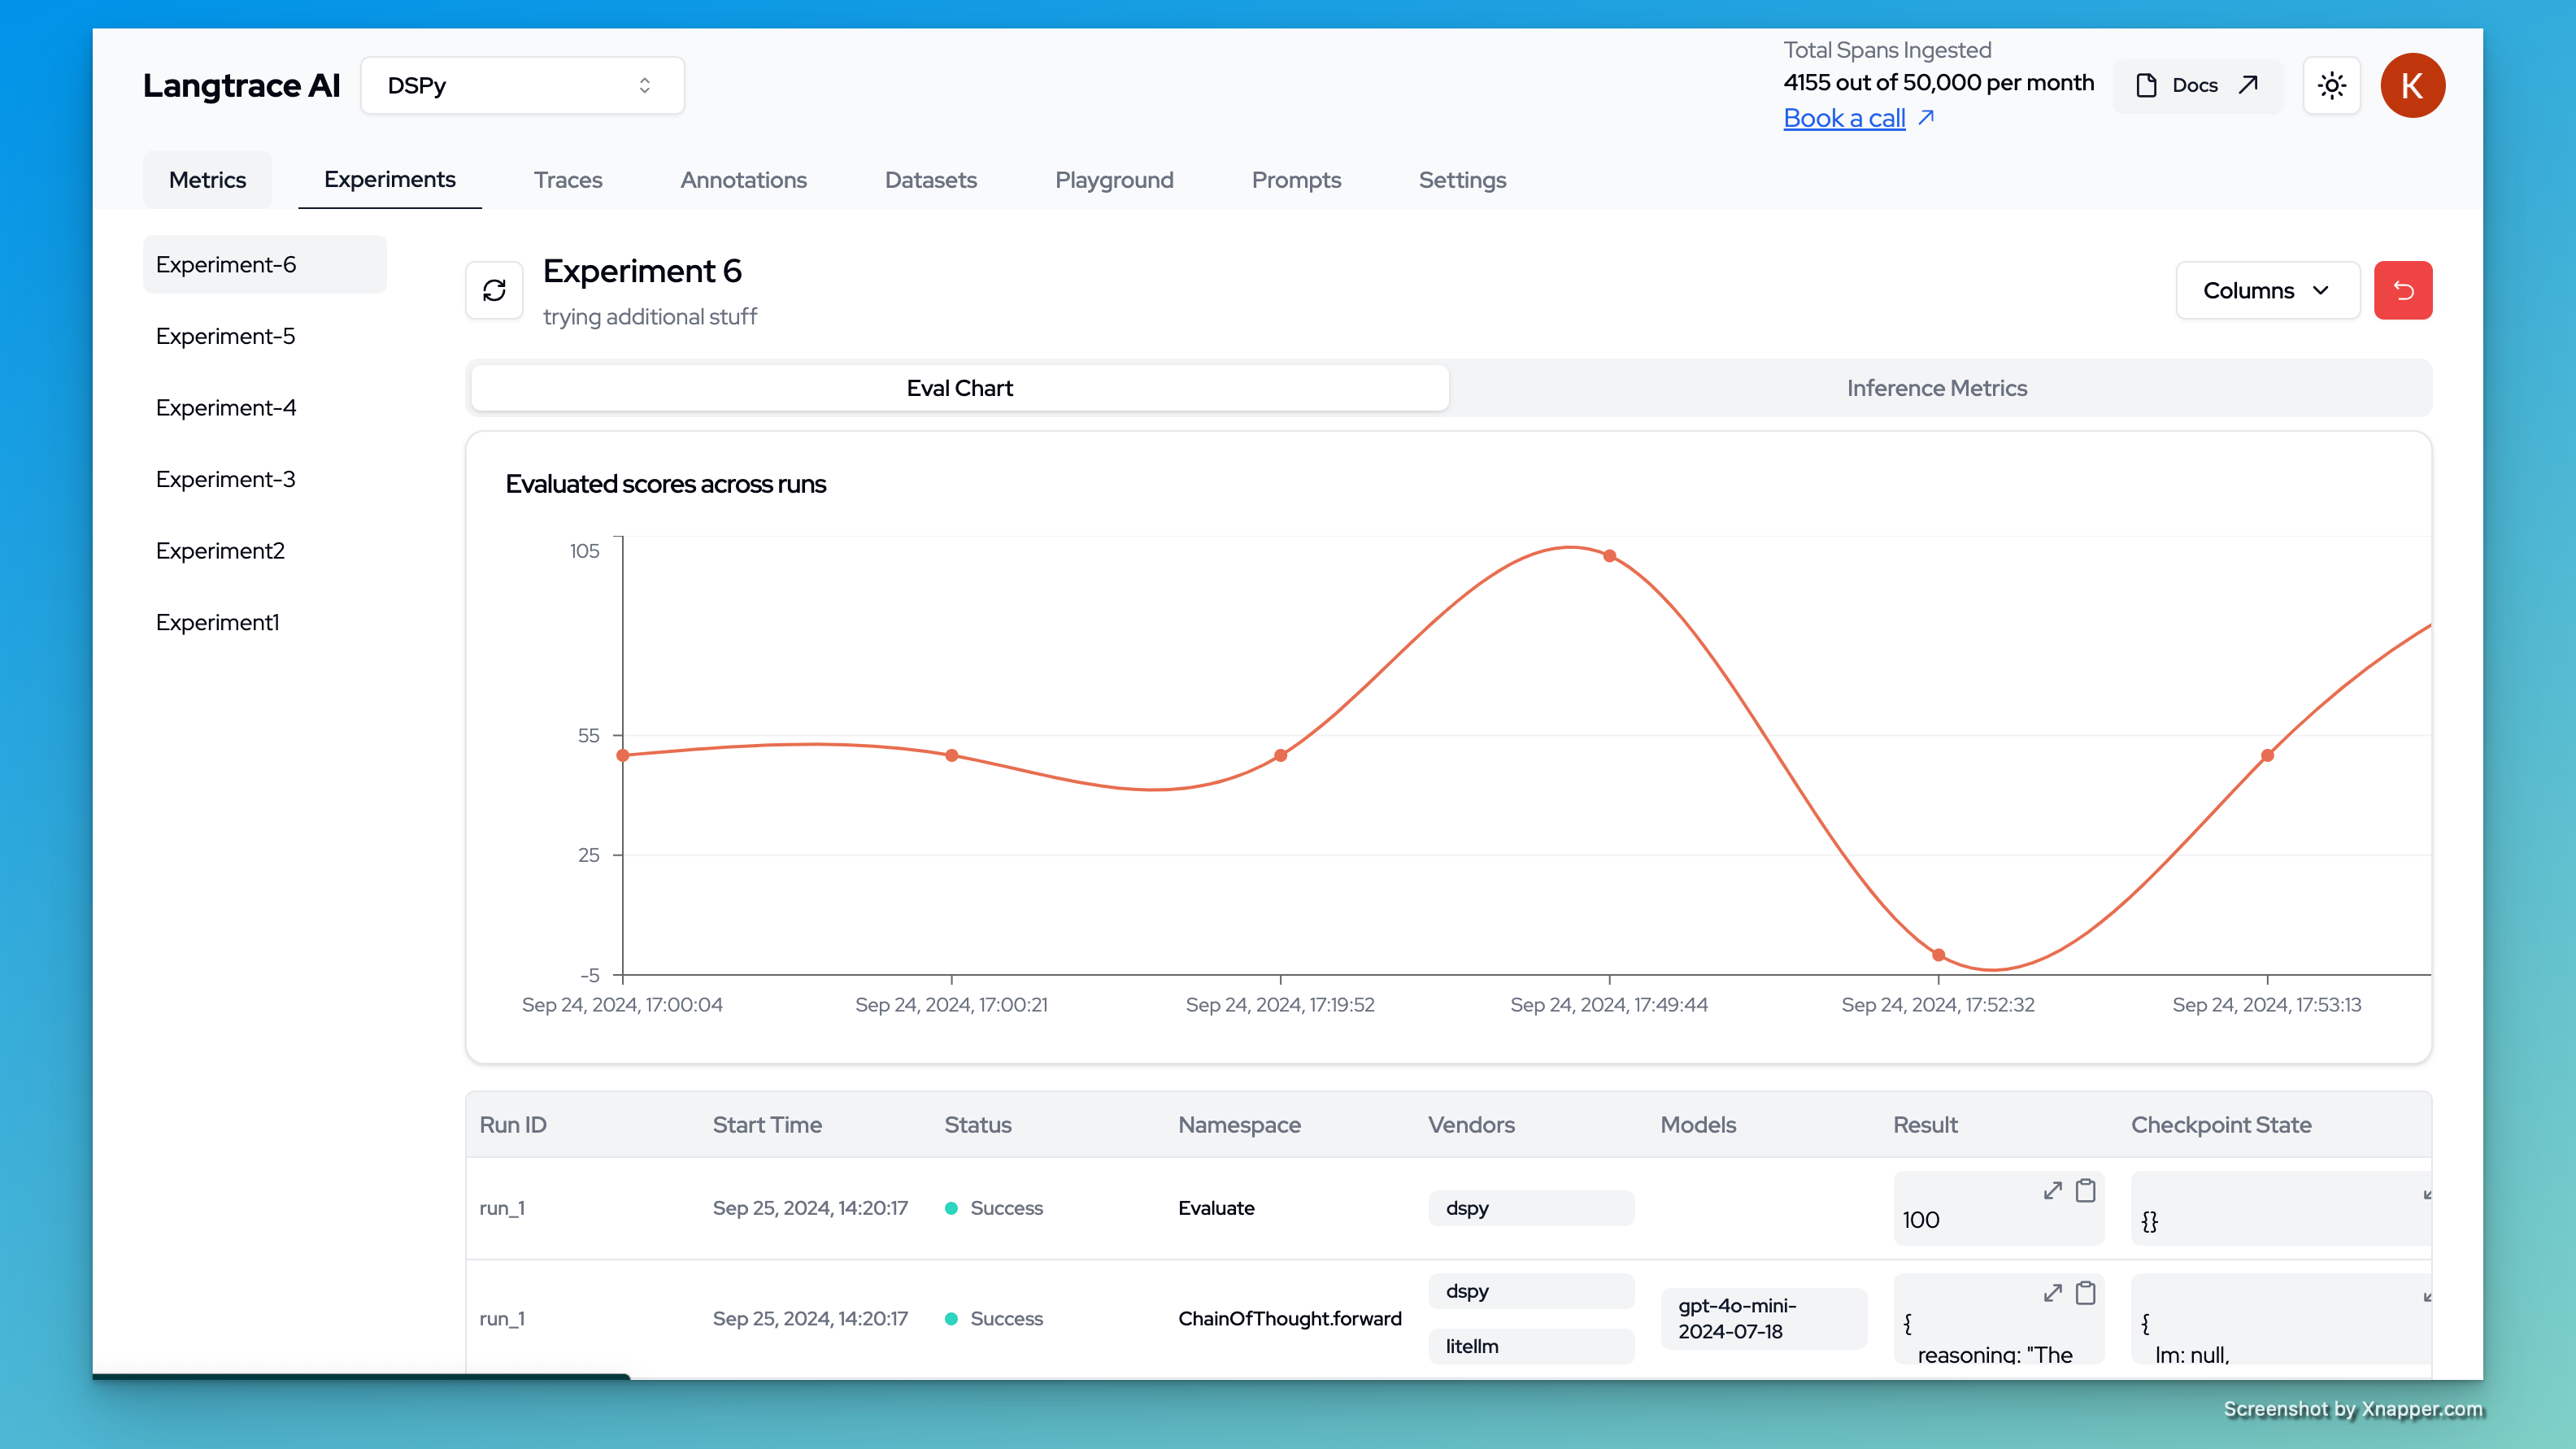 Langtrace AI
DSPy
Total Spans Ingested
4155 out of 50,000 per month
Book a call
Docs
K
Metrics
Experiments
Traces
Annotations
Datasets
Playground
Prompts
Settings
Experiment-6
Experiment-5
Experiment-4
Experiment-3
Experiment2
Experiment1
Experiment 6
trying additional stuff
Columns
Eval Chart
Inference Metrics
Evaluated scores across runs
105
55
25
-5
Sep 24, 2024, 17:00:04
Sep 24, 2024, 17:00:21
Sep 24, 2024, 17:19:52
Sep 24, 2024, 17:49:44
Sep 24, 2024, 17:52:32
Sep 24, 2024, 17:53:13
Run ID
Start Time
Status
Namespace
Vendors
Models
Result
Checkpoint State
run_1
Sep 25, 2024, 14:20:17
Success
Evaluate
dspy
100
{}
run_1
Sep 25, 2024, 14:20:17
Success
ChainOfThought.forward
dspy
litellm
gpt-4o-mini-
2024-07-18
{
reasoning: "The
{
lm: null,
Screenshot by Xnapper.com